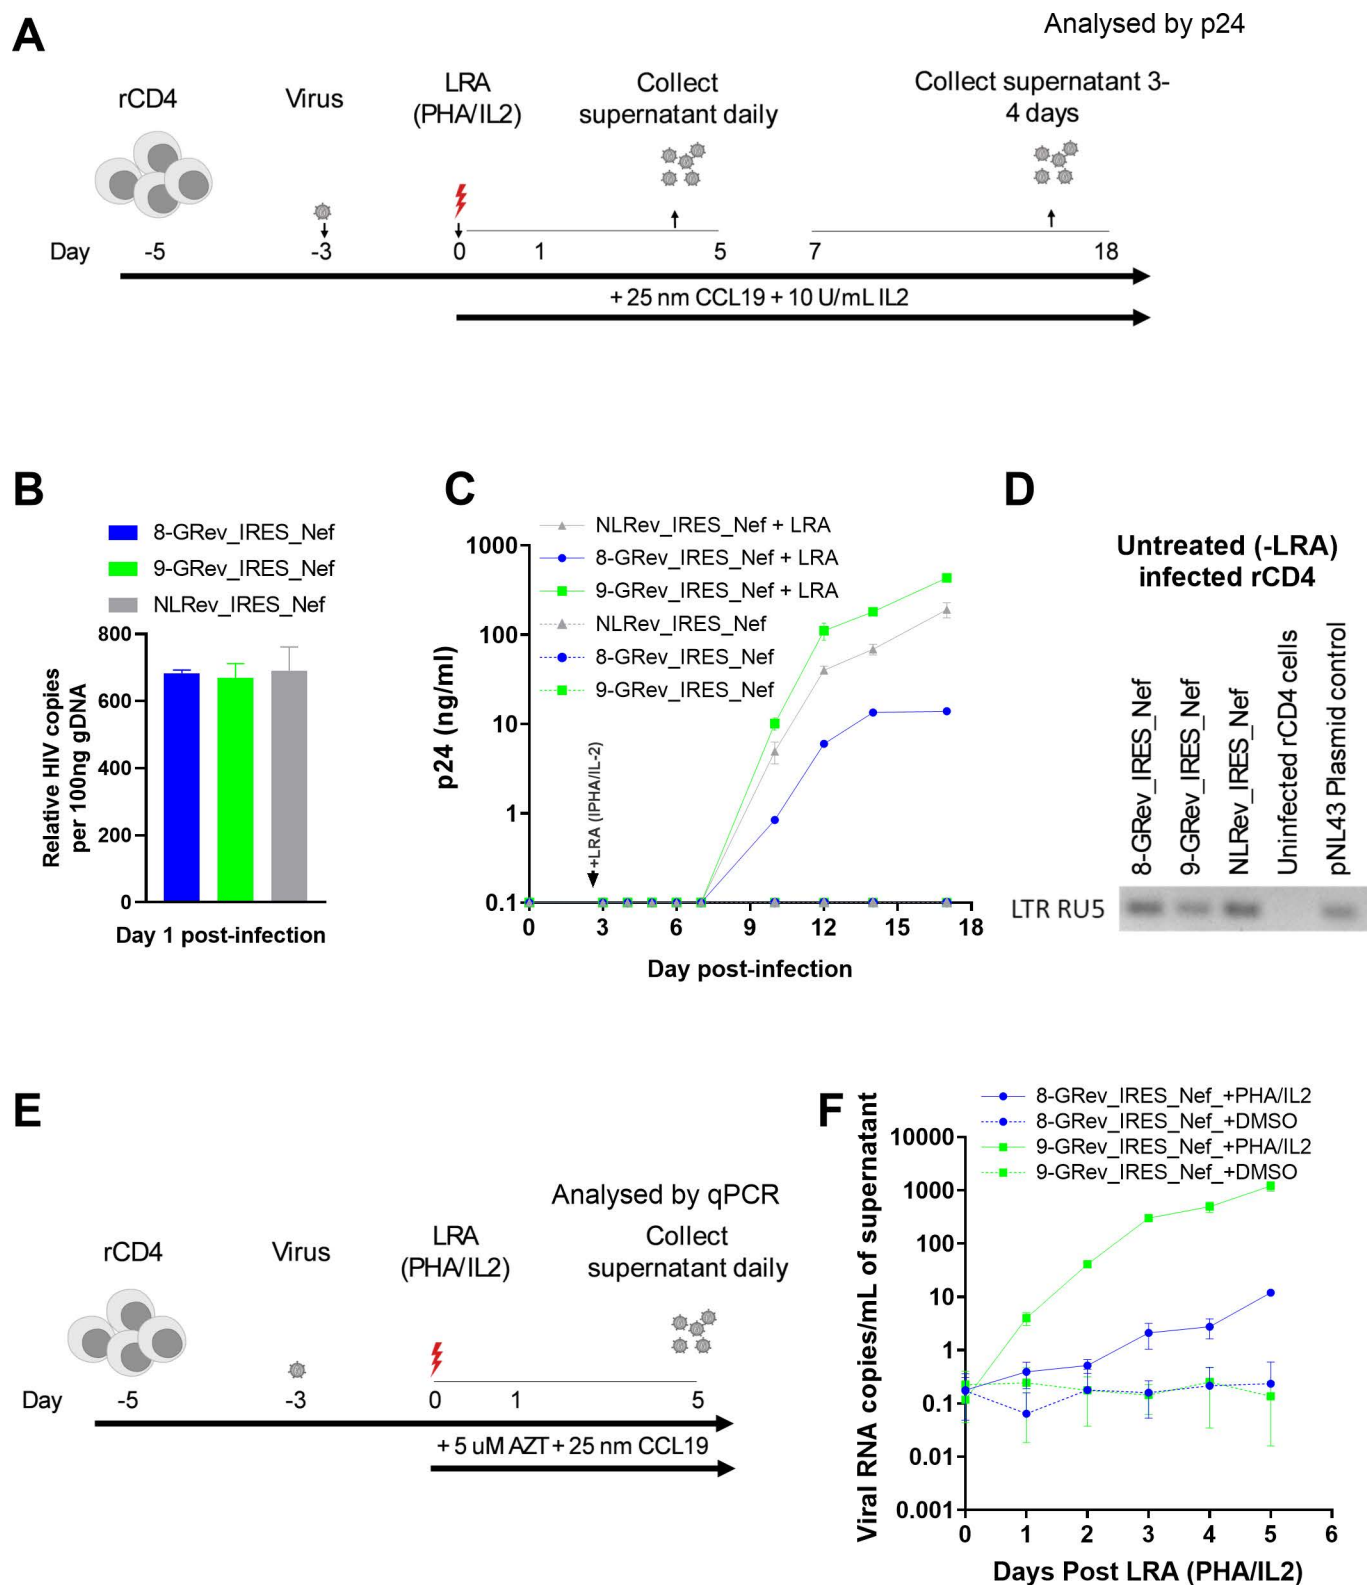 A
Analysed by p24
rCD4
Virus
LRA
(PHA/IL2)
Collect
supernatant daily
Collect supernatant 3-
4 days
Day
-5
-3
0
1
5
7
18
+ 25 nm CCL19 + 10 U/mL IL2
B
8-GRev_IRES_Nef
9-GRev_IRES_Nef
NLRev_IRES_Nef
Relative HIV copies
per 100ng gDNA
800
600
400
200
0
Day 1 post-infection
C
NLRev_IRES_Nef + LRA
8-GRev_IRES_Nef + LRA
9-GRev_IRES_Nef + LRA
NLRev_IRES_Nef
8-GRev_IRES_Nef
9-GRev_IRES_Nef
p24 (ng/ml)
1000
100
10
1
0.1
+LRA (IPHA/IL-2)
0
3
6
9
12
15
18
Day post-infection
D
Untreated (-LRA)
infected rCD4
8-GRev_IRES_Nef
9-GRev_IRES_Nef
NLRev_IRES_Nef
Uninfected rCD4 cells
pNL43 Plasmid control
LTR RU5
E
Analysed by qPCR
rCD4
Virus
LRA
(PHA/IL2)
Collect
supernatant daily
Day
-5
-3
0
1
5
+ 5 uM AZT + 25 nm CCL19
F
8-GRev_IRES_Nef_+PHA/IL2
8-GRev_IRES_Nef_+DMSO
9-GRev_IRES_Nef_+PHA/IL2
9-GRev_IRES_Nef_+DMSO
Viral RNA copies/mL of supernatant
10000
1000
100
10
1
0.1
0.01
0.001
0
1
2
3
4
5
6
Days Post LRA (PHA/IL2)